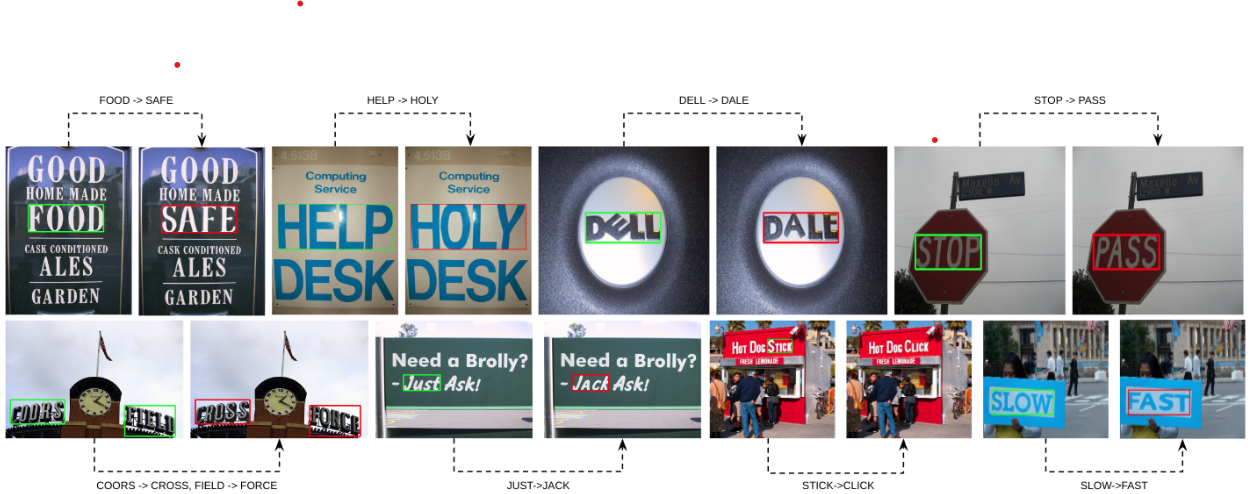 FOOD -> SAFE
HELP -> HOLY
DELL -> DALE
STOP -> PASS
GOOD
HOME MADE
FOOD
CASK CONDITIONED
ALES
GARDEN
GOOD
HOME MADE
SAFE
CASK CONDITIONED
ALES
GARDEN
4.513B
Computing
Service
HELP
DESK
4.513B
Computing
Service
HOLY
DESK
DELL
DALE
Maxella Av
STOP
Maxella Av
PASS
COORS FIELD
CROSS FORCE
Need a Brolly?
- Just Ask!
Need a Brolly?
- Jack Ask!
HOT DOG STICK
FRESH LEMONADE
HOT DOG CLICK
FRESH LEMONADE
SLOW
FAST
COORS -> CROSS, FIELD -> FORCE
JUST->JACK
STICK->CLICK
SLOW->FAST